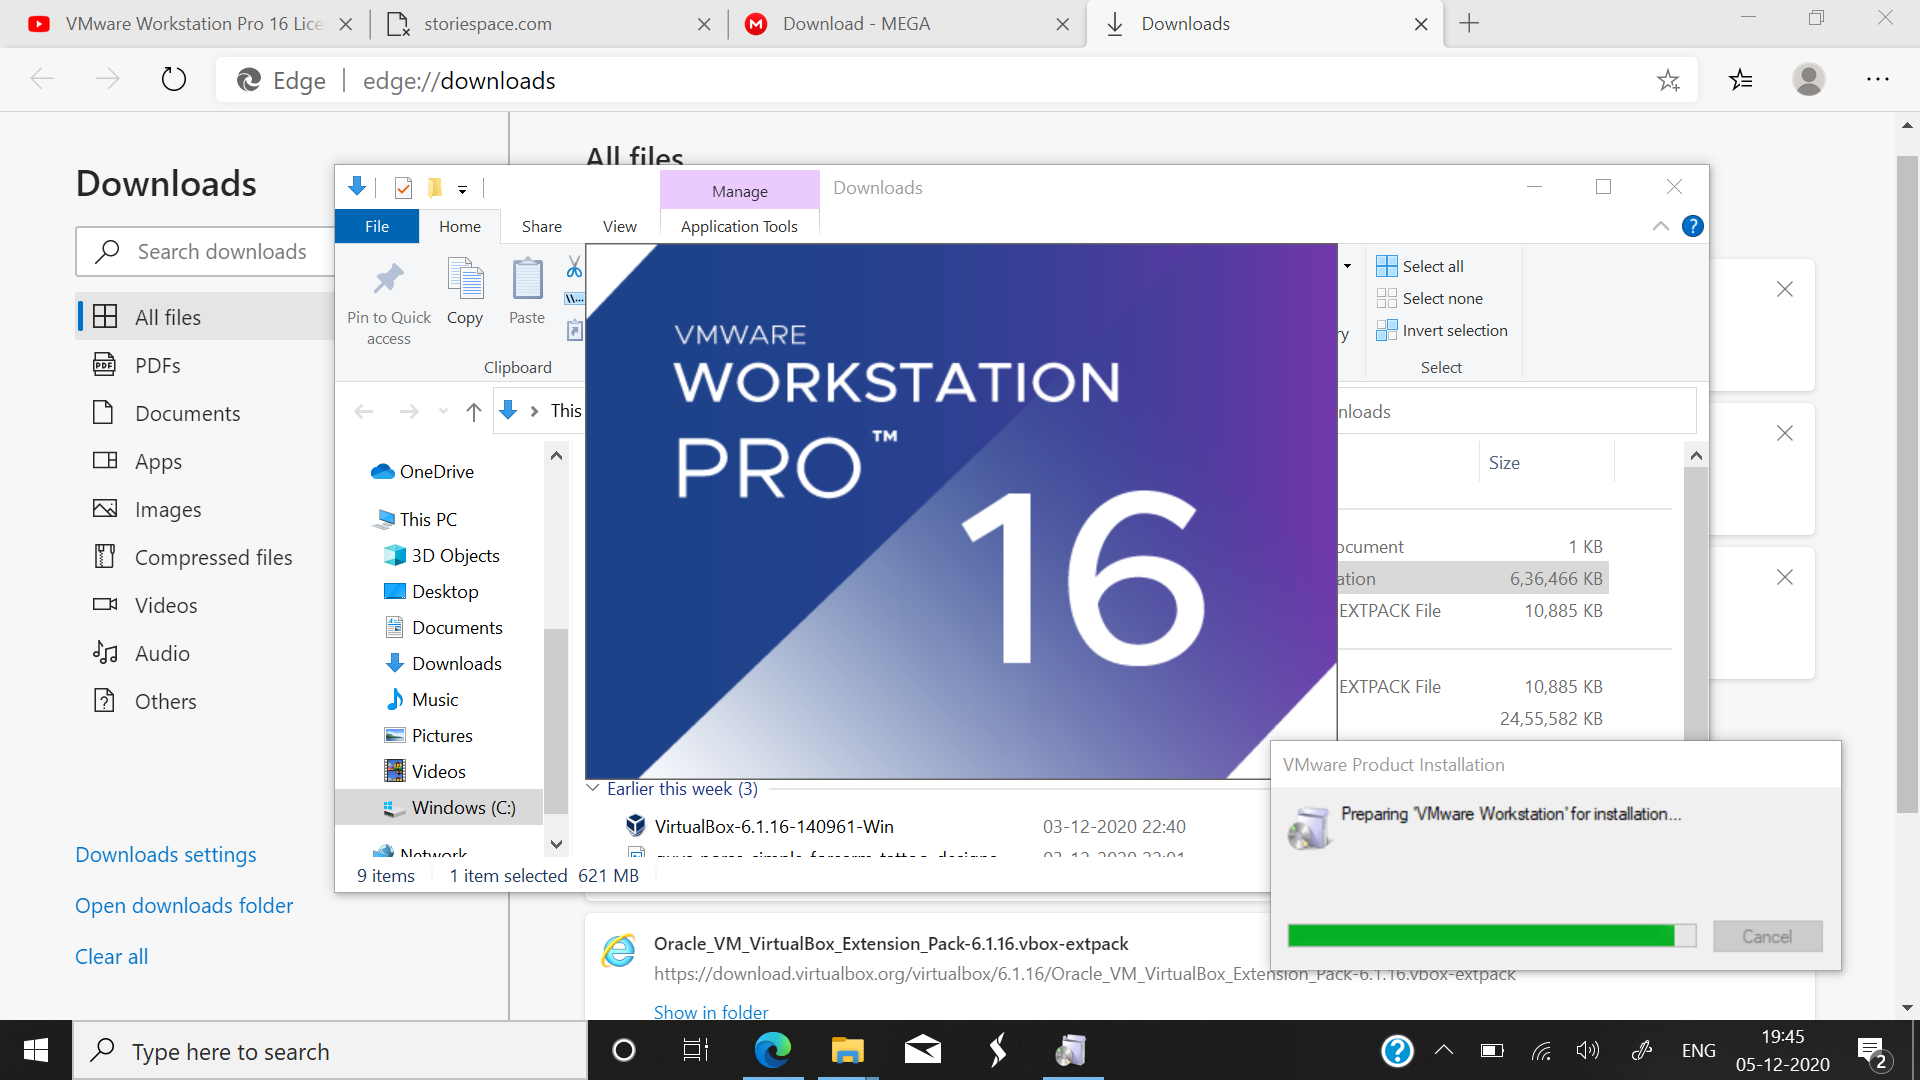 VMware Workstation Pro 16 Lice
storiespace.com
Download - MEGA
Downloads
Edge
edge://downloads
Downloads
Search downloads
All files
PDFs
Documents
Apps
Images
Compressed files
Videos
Audio
Others
Downloads settings
Open downloads folder
Clear all
All files
Manage
Downloads
File
Home
Share
View
Application Tools
Pin to Quick
access
Copy
Paste
Clipboard
Select all
Select none
Invert selection
Select
This
nloads
OneDrive
This PC
3D Objects
Desktop
Documents
Downloads
Music
Pictures
Videos
Windows (C:)
Network
Size
ocument 1 KB
ation 6,36,466 KB
EXTPACK File 10,885 KB
EXTPACK File 10,885 KB
24,55,582 KB
VMWARE
WORKSTATION
PRO™
16
Earlier this week (3)
VirtualBox-6.1.16-140961-Win 03-12-2020 22:40
9 items 1 item selected 621 MB
VMware Product Installation
Preparing 'VMware Workstation' for installation...
Cancel
Oracle_VM_VirtualBox_Extension_Pack-6.1.16.vbox-extpack
https://download.virtualbox.org/virtualbox/6.1.16/Oracle_VM_VirtualBox_Extension_Pack-6.1.16.vbox-extpack
Show in folder
Type here to search
ENG
19:45
05-12-2020
2